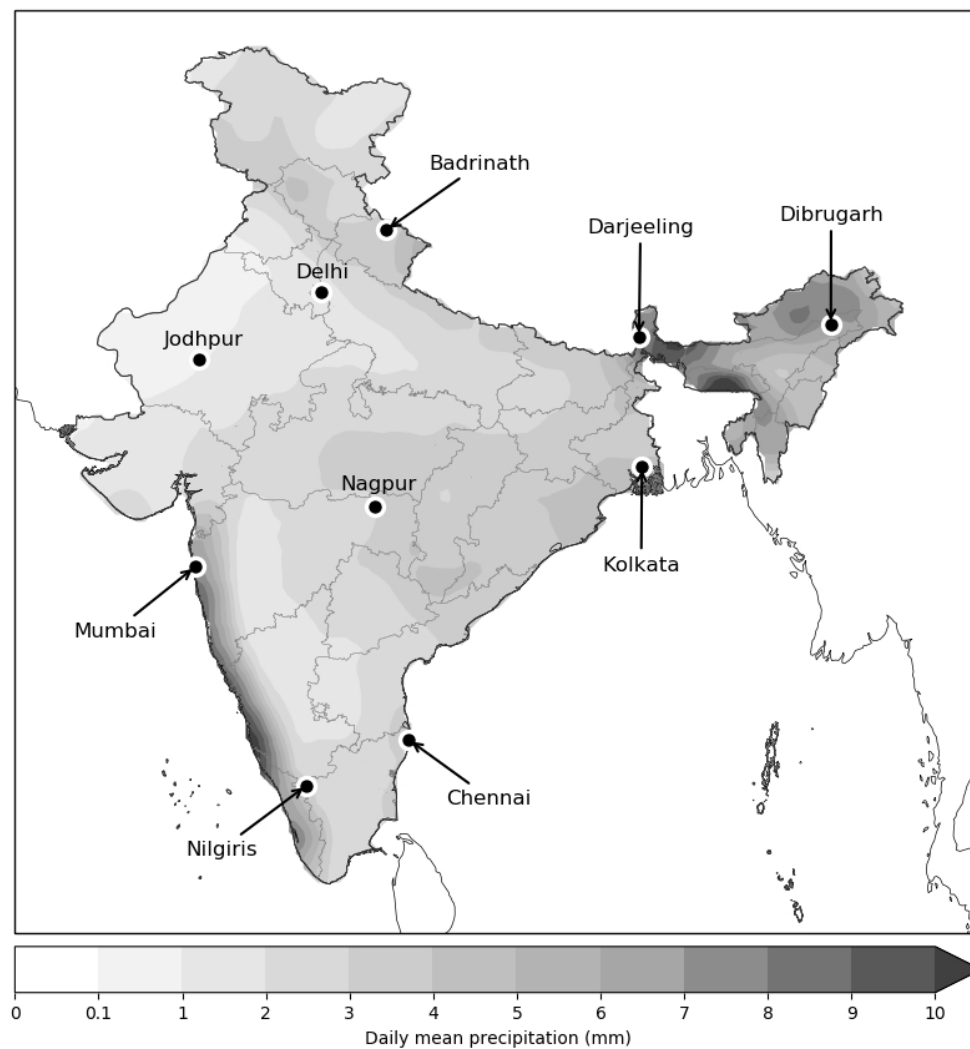 Badrinath
Darjeeling
Dibrugarh
Delhi
Jodhpur
Nagpur
Kolkata
Mumbai
Chennai
Nilgiris
0 0.1 1 2 3 4 5 6 7 8 9 10
Daily mean precipitation (mm)